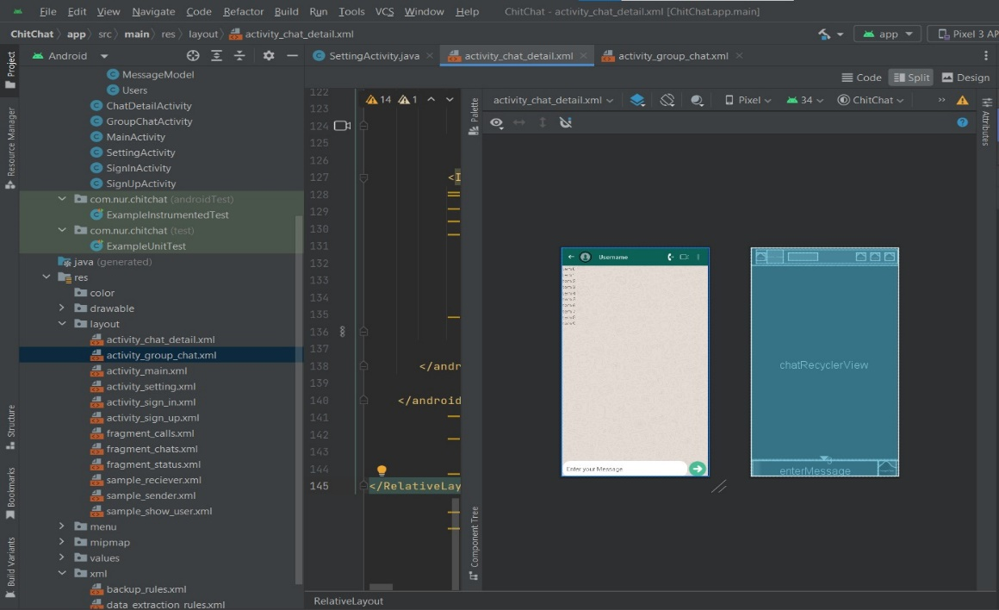 File Edit View Navigate Code Refactor Build Run Tools VCS Window Help ChitChat - activity_chat_detail.xml [ChitChat.app.main]
ChitChat app src main res layout activity_chat_detail.xml
app
Pixel 3 AP
Project
Resource Manager
Structure
Bookmarks
Build Variants
Android
SettingActivity.java
activity_chat_detail.xml
activity_group_chat.xml
Code
Split
Design
MessageModel
Users
ChatDetailActivity
GroupChatActivity
MainActivity
SettingActivity
SignInActivity
SignUpActivity
com.nur.chitchat (androidTest)
ExampleInstrumentedTest
com.nur.chitchat (test)
ExampleUnitTest
java (generated)
res
color
drawable
layout
activity_chat_detail.xml
activity_group_chat.xml
activity_main.xml
activity_setting.xml
activity_sign_in.xml
activity_sign_up.xml
fragment_calls.xml
fragment_chats.xml
fragment_status.xml
sample_reciever.xml
sample_sender.xml
sample_show_user.xml
menu
mipmap
values
xml
backup_rules.xml
data_extraction_rules.xml
14 1
122
123
124
125
126
127 <I
128
129
130
131
132
133
134
135
136
137
138 </andr
139
140 </android
141
142
143
144
145 </RelativeLay
RelativeLayout
Palette
Component Tree
activity_chat_detail.xml
Pixel
34
ChitChat
Attributes
Username
Enter your Message
chatRecyclerView
enterMessage